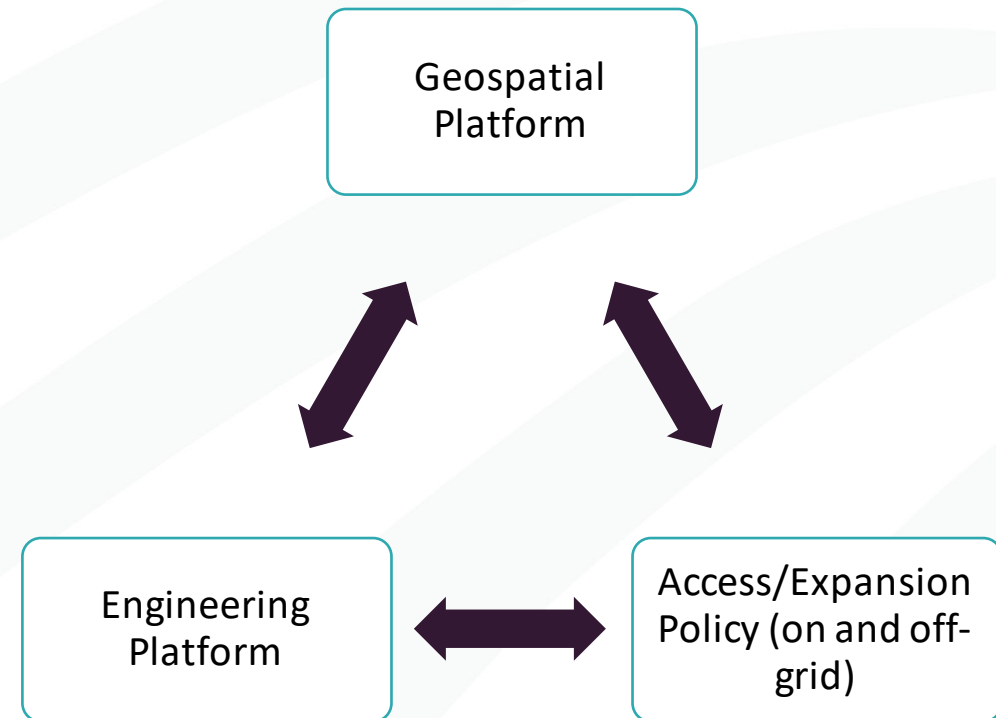 Geospatial
Platform
Engineering
Platform
Access/Expansion
Policy (on and off-
grid)